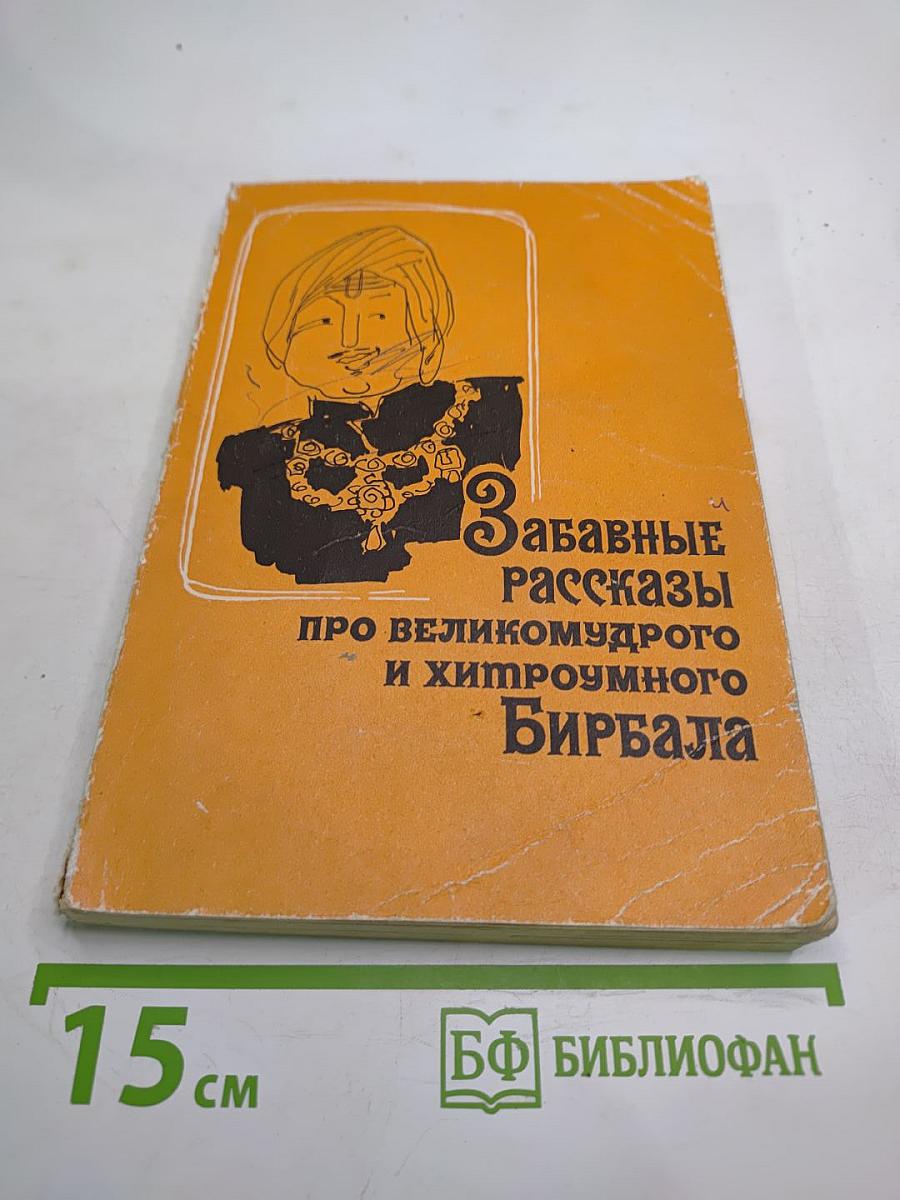 Забавные
рассказы
про великомудрого
и хитроумного
Бирбала
15 см
БФ БИБЛИОФАН